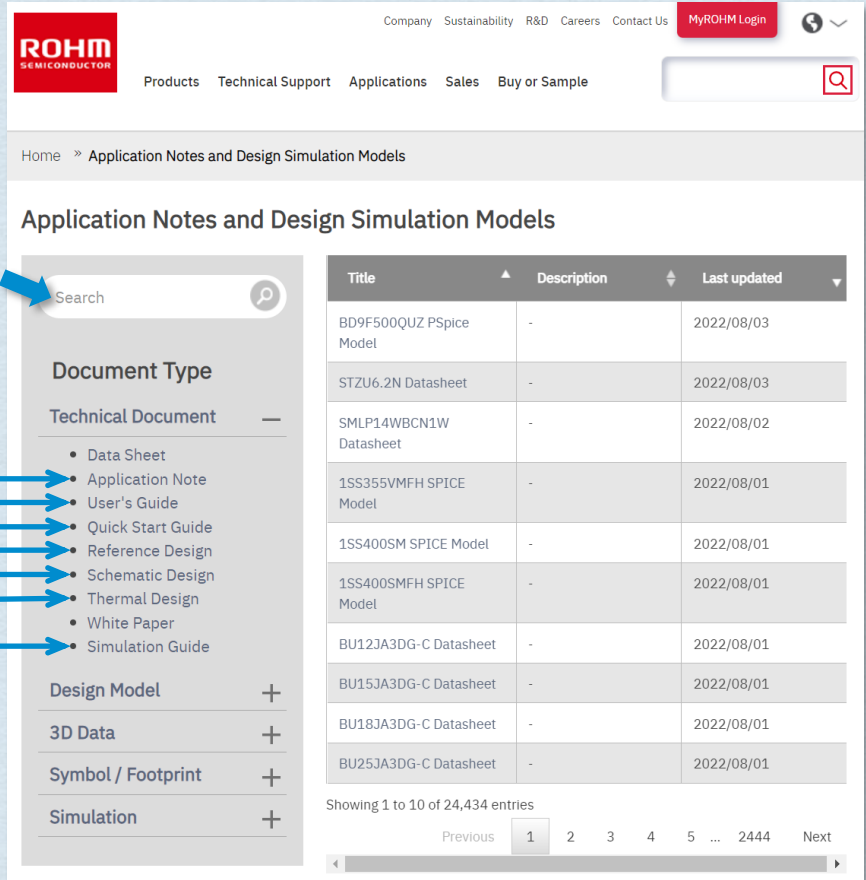 Company Sustainability R&D Careers Contact Us MyROHM Login
ROHM
SEMICONDUCTOR
Products Technical Support Applications Sales Buy or Sample
Home » Application Notes and Design Simulation Models
Application Notes and Design Simulation Models
Search
Document Type
Technical Document
• Data Sheet
• Application Note
• User's Guide
• Quick Start Guide
• Reference Design
• Schematic Design
• Thermal Design
• White Paper
• Simulation Guide
Design Model
3D Data
Symbol / Footprint
Simulation
Title Description Last updated
BD9F500QUZ PSpice - 2022/08/03
Model
STZU6.2N Datasheet - 2022/08/03
SMLP14WBCN1W - 2022/08/02
Datasheet
1SS355VMFH SPICE - 2022/08/01
Model
1SS400SM SPICE Model - 2022/08/01
1SS400SMFH SPICE - 2022/08/01
Model
BU12JA3DG-C Datasheet - 2022/08/01
BU15JA3DG-C Datasheet - 2022/08/01
BU18JA3DG-C Datasheet - 2022/08/01
BU25JA3DG-C Datasheet - 2022/08/01
Showing 1 to 10 of 24,434 entries
Previous 1 2 3 4 5 ... 2444 Next